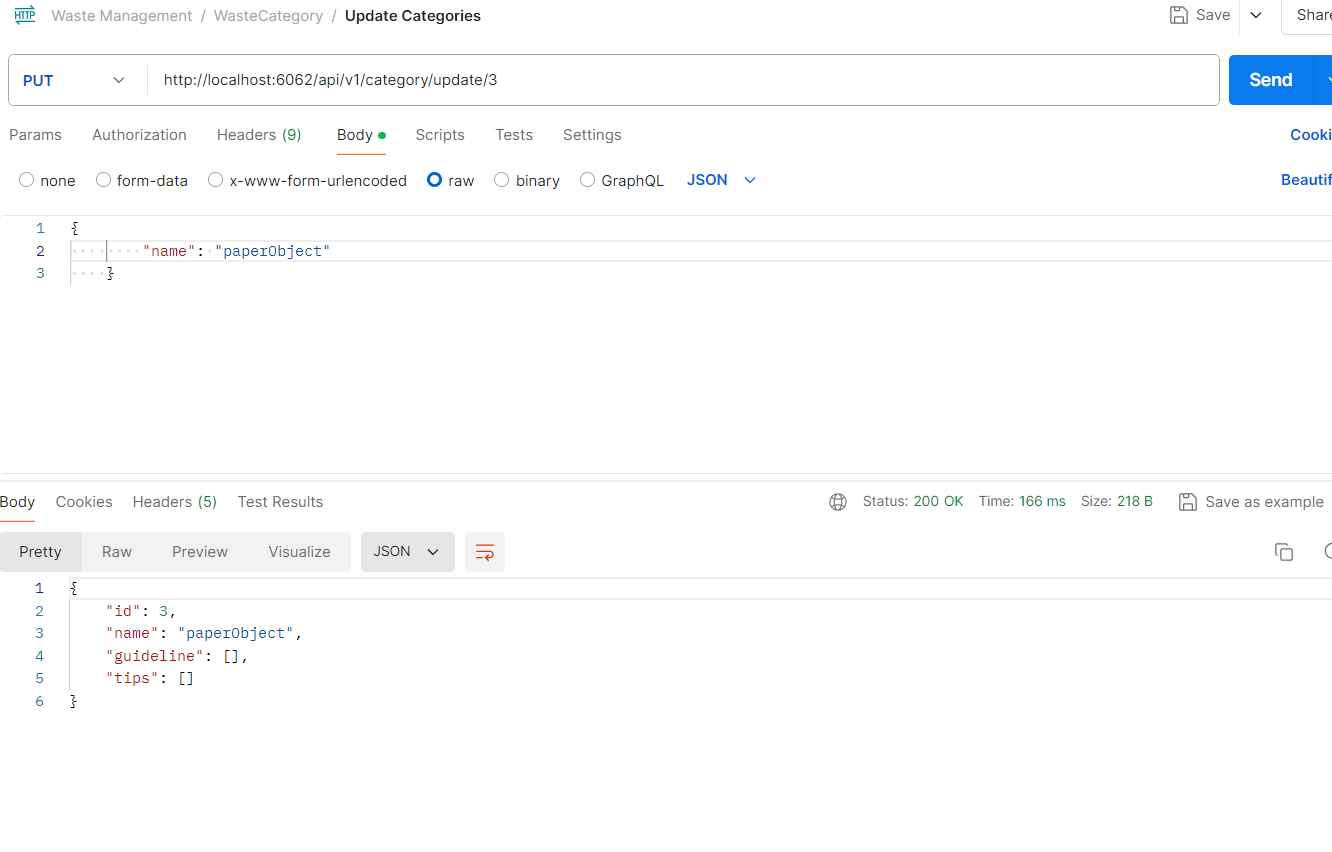 HTTP Waste Management / WasteCategory / Update Categories Save Share
PUT http://localhost:6062/api/v1/category/update/3 Send
Params Authorization Headers (9) Body Scripts Tests Settings Cooki
none form-data x-www-form-urlencoded raw binary GraphQL JSON Beautif
1 {
2 "name": "paperObject"
3 }
Body Cookies Headers (5) Test Results Status: 200 OK Time: 166 ms Size: 218 B Save as example
Pretty Raw Preview Visualize JSON
1 {
2 "id": 3,
3 "name": "paperObject",
4 "guideline": [],
5 "tips": []
6 }